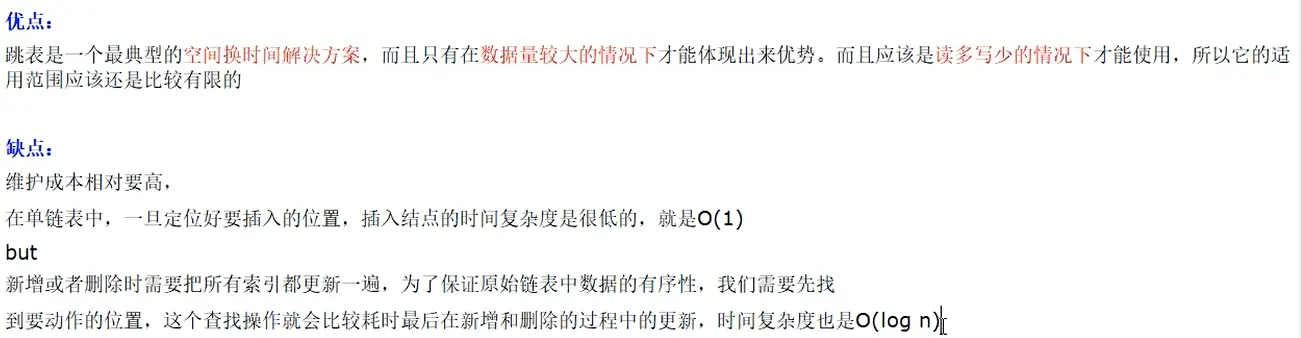 优点：
跳表是一个最典型的空间换时间解决方案，而且只有在数据量较大的情况下才能体现出来优势。而且应该是读多写少的情况下才能使用，所以它的适
用范围应该还是比较有限的
缺点：
维护成本相对要高，
在单链表中，一旦定位好要插入的位置，插入结点的时间复杂度是很低的，就是O(1)
but
新增或者删除时需要把所有索引都更新一遍，为了保证原始链表中数据的有序性，我们需要先找
到要动作的位置，这个查找操作就会比较耗时最后在新增和删除的过程中的更新，时间复杂度也是O(log n)